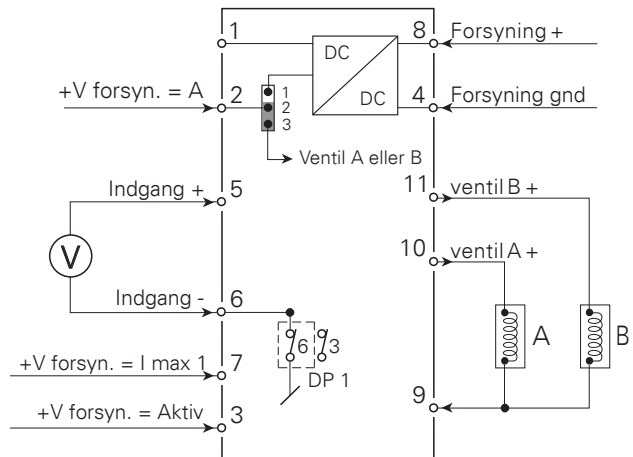 1
8
Forsyning +
DC
+V forsyn. = A
2
1
2
3
DC
4
Forsyning gnd
Ventil A eller B
Indgang +
5
11
ventil B +
V
10
ventil A +
Indgang -
6
6
3
A
B
+V forsyn. = I max 1
7
DP 1
+V forsyn. = Aktiv
3
9